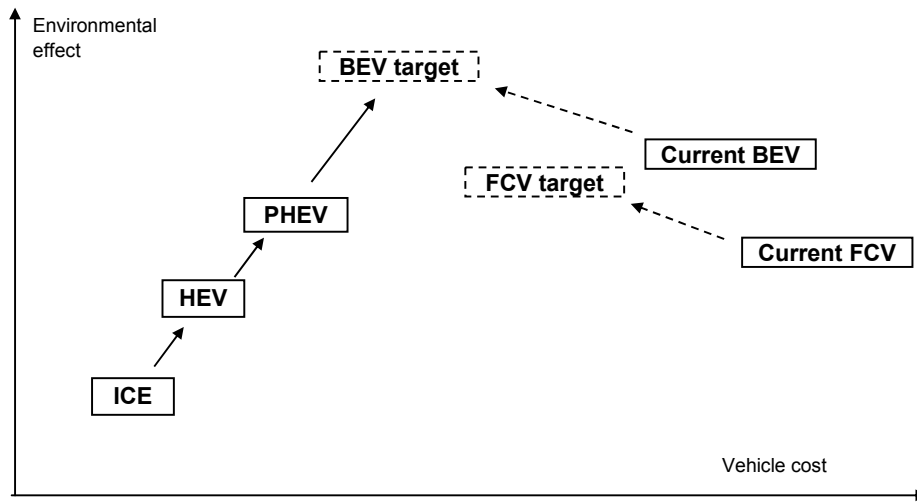 Environmental
effect
BEV target
Current BEV
FCV target
PHEV
Current FCV
HEV
ICE
Vehicle cost